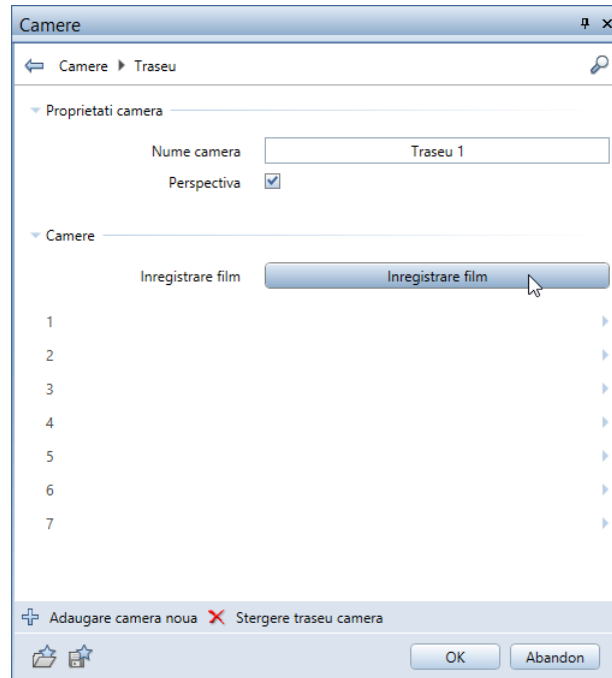 Camere
Camere Traseu
Proprietati camera
Nume camera Traseu 1
Perspectiva
Camere
Inregistrare film Inregistrare film
1
2
3
4
5
6
7
Adaugare camera noua Stergere traseu camera
OK Abandon